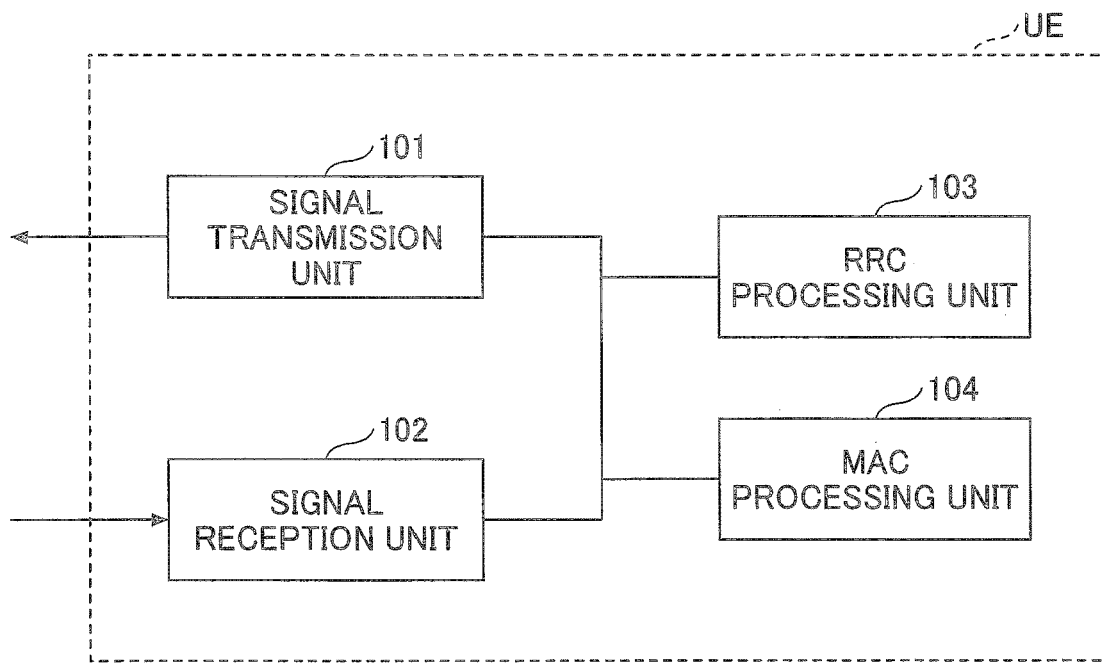 UE
101
SIGNAL
TRANSMISSION
UNIT
103
RRC
PROCESSING UNIT
102
SIGNAL
RECEPTION UNIT
104
MAC
PROCESSING UNIT